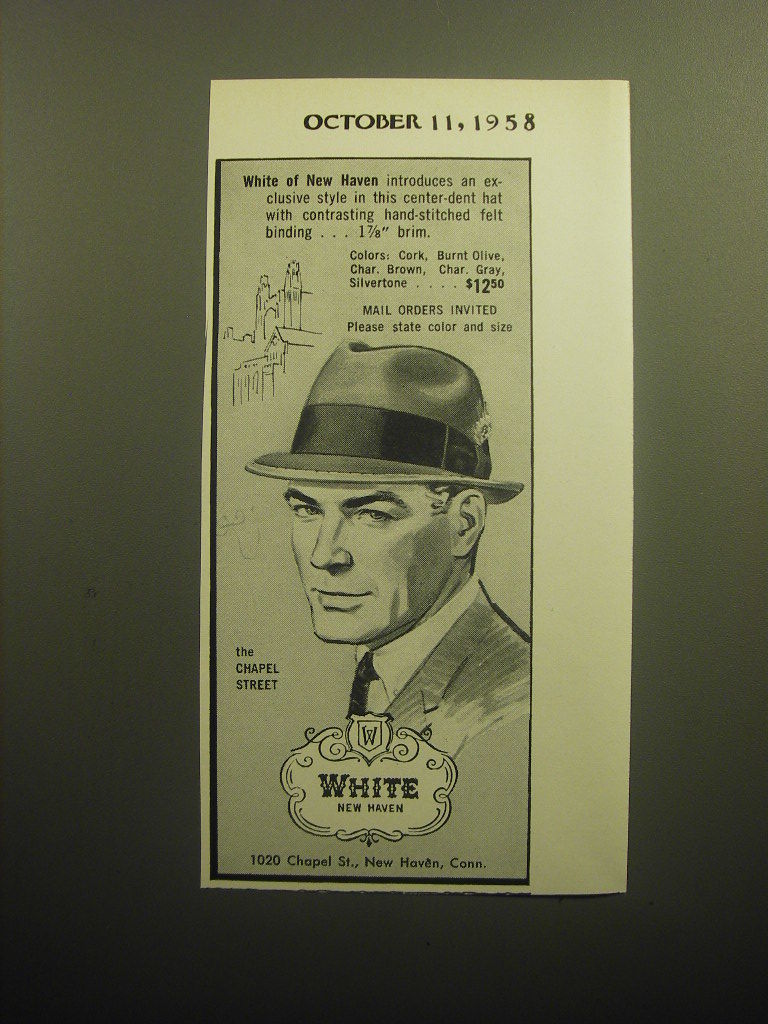 OCTOBER 11, 1958
White of New Haven introduces an ex-
clusive style in this center-dent hat
with contrasting hand-stitched felt
binding . . . 1⅞" brim.
Colors: Cork, Burnt Olive,
Char. Brown, Char. Gray,
Silvertone . . . . $12⁵⁰
MAIL ORDERS INVITED
Please state color and size
the
CHAPEL
STREET
W
WHITE
NEW HAVEN
1020 Chapel St., New Haven, Conn.